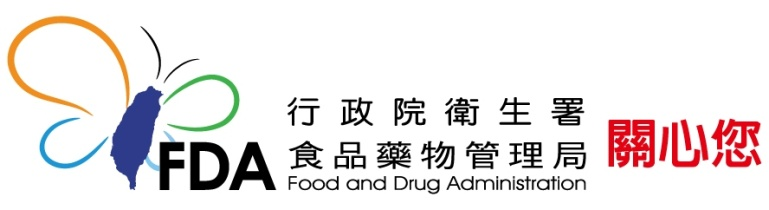 FDA
行政院衛生署
食品藥物管理局
Food and Drug Administration
關心您